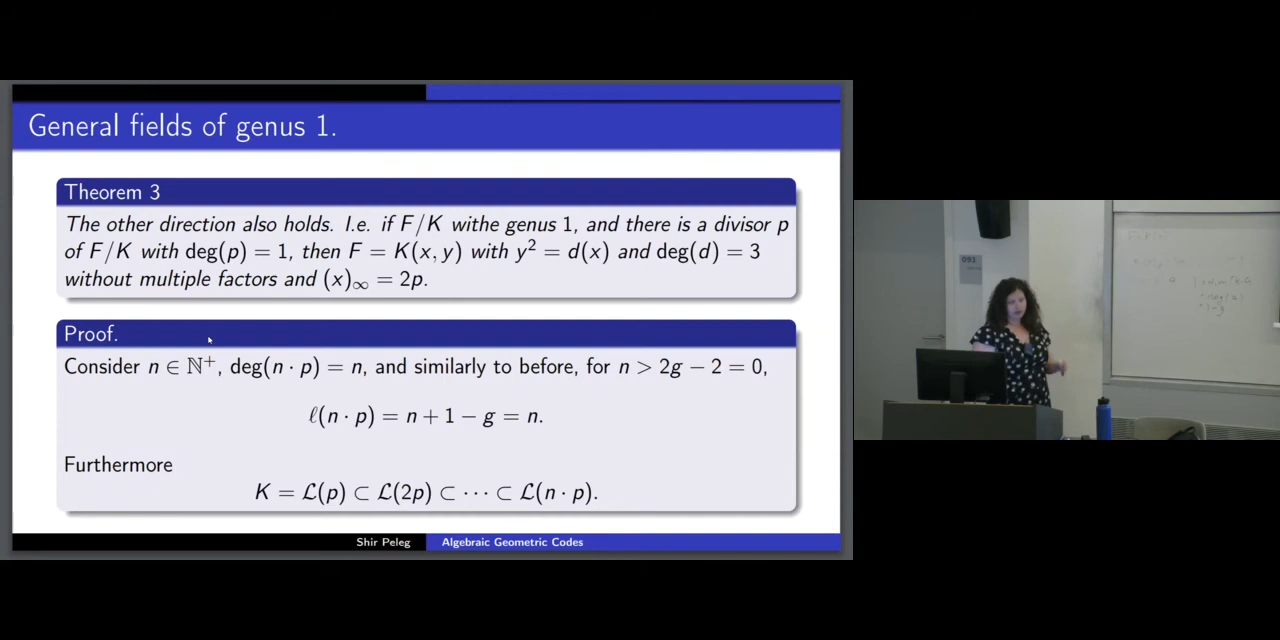 General fields of genus 1.
Theorem 3
The other direction also holds. I.e. if F/K withe genus 1, and there is a divisor p
of F/K with deg(p) = 1, then F = K(x, y) with y² = d(x) and deg(d) = 3
without multiple factors and (x)∞ = 2p.
Proof.
Consider n ∈ ℕ⁺, deg(n · p) = n, and similarly to before, for n > 2g − 2 = 0,
ℓ(n · p) = n + 1 − g = n.
Furthermore
K = ℒ(p) ⊂ ℒ(2p) ⊂ ··· ⊂ ℒ(n · p).
Shir Peleg
Algebraic Geometric Codes
093